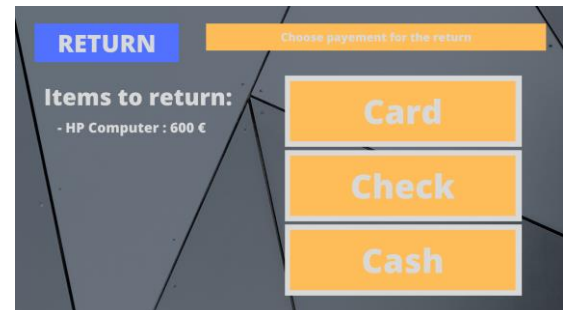 RETURN
Choose payement for the return
Items to return:
- HP Computer : 600 €
Card
Check
Cash